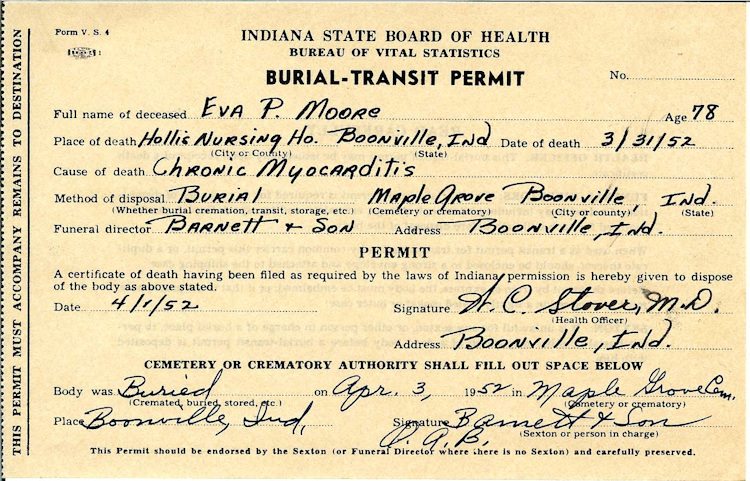 Form V. S. 4
INDIANA STATE BOARD OF HEALTH
BUREAU OF VITAL STATISTICS
BURIAL-TRANSIT PERMIT
No.
Full name of deceased Eva P. Moore Age 78
Place of death Hollis Nursing Ho. Boonville, Ind Date of death 3/31/52
(City or County) (State)
Cause of death Chronic Myocarditis
Method of disposal Burial Maple Grove Boonville, Ind.
(Whether burial cremation, transit, storage, etc.) (Cemetery or crematory) (City or county) (State)
Funeral director Barnett & Son Address Boonville, Ind.
PERMIT
A certificate of death having been filed as required by the laws of Indiana permission is hereby given to dispose
of the body as above stated.
Date 4/1/52 Signature W. C. Stover, M.D.
(Health Officer)
Address Boonville, Ind.
CEMETERY OR CREMATORY AUTHORITY SHALL FILL OUT SPACE BELOW
Body was Buried on Apr. 3, 1952 in Maple Grove Cem.
(Cremated, buried, stored, etc.) (Cemetery or crematory)
Place Boonville, Ind. Signature Barnett & Son
(Sexton or person in charge)
This Permit should be endorsed by the Sexton (or Funeral Director where there is no Sexton) and carefully preserved.
THIS PERMIT MUST ACCOMPANY REMAINS TO DESTINATION